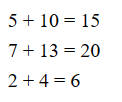 5 + 10 = 15
7 + 13 = 20
2 + 4 = 6